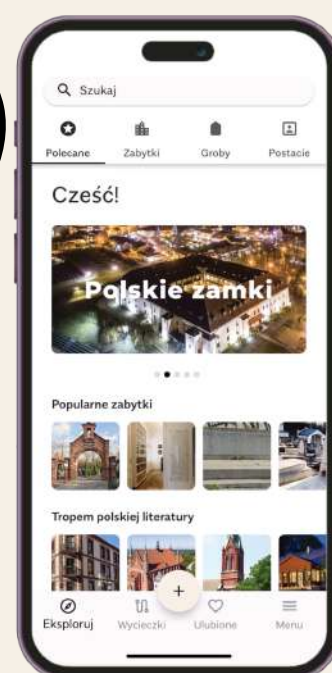 Szukaj
Polecane Zabytki Groby Postacie
Cześć!
Polskie zamki
Popularne zabytki
Tropem polskiej literatury
+
Eksploruj Wycieczki Ulubione Menu